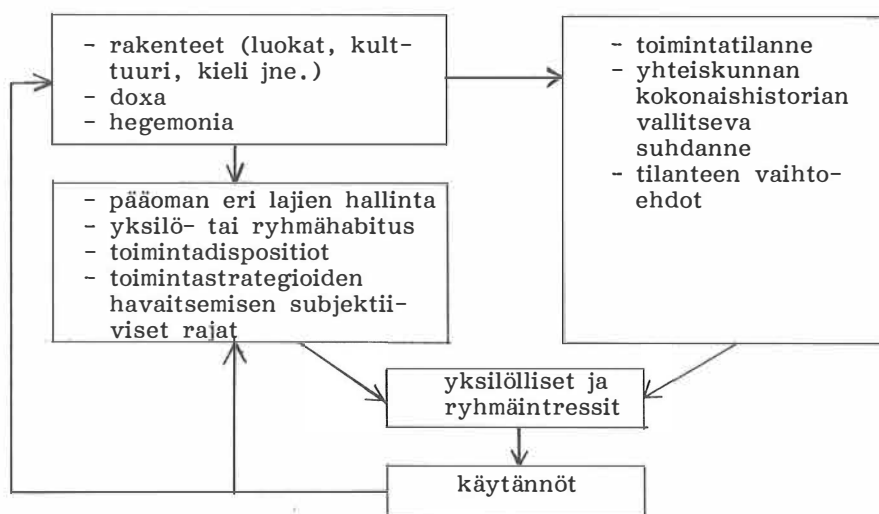 - rakenteet (luokat, kult-
tuuri, kieli jne.)
- doxa
- hegemonia
- toimintatilanne
- yhteiskunnan
kokonaishistorian
vallitseva
suhdanne
- tilanteen vaihto-
ehdot
- pääoman eri lajien hallinta
- yksilö- tai ryhmähabitus
- toimintadispositiot
- toimintastrategioiden
havaitsemisen subjektii-
viset rajat
yksilölliset ja
ryhmäintressit
käytännöt